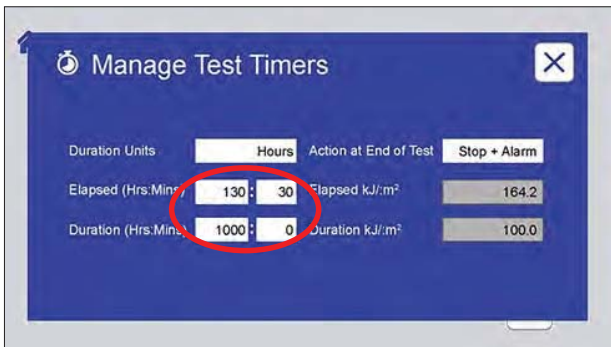 Manage Test Timers
Duration Units Hours Action at End of Test Stop + Alarm
Elapsed (Hrs:Mins) 130 : 30 Elapsed kJ/:m² 164.2
Duration (Hrs:Mins) 1000 : 0 Duration kJ/:m² 100.0